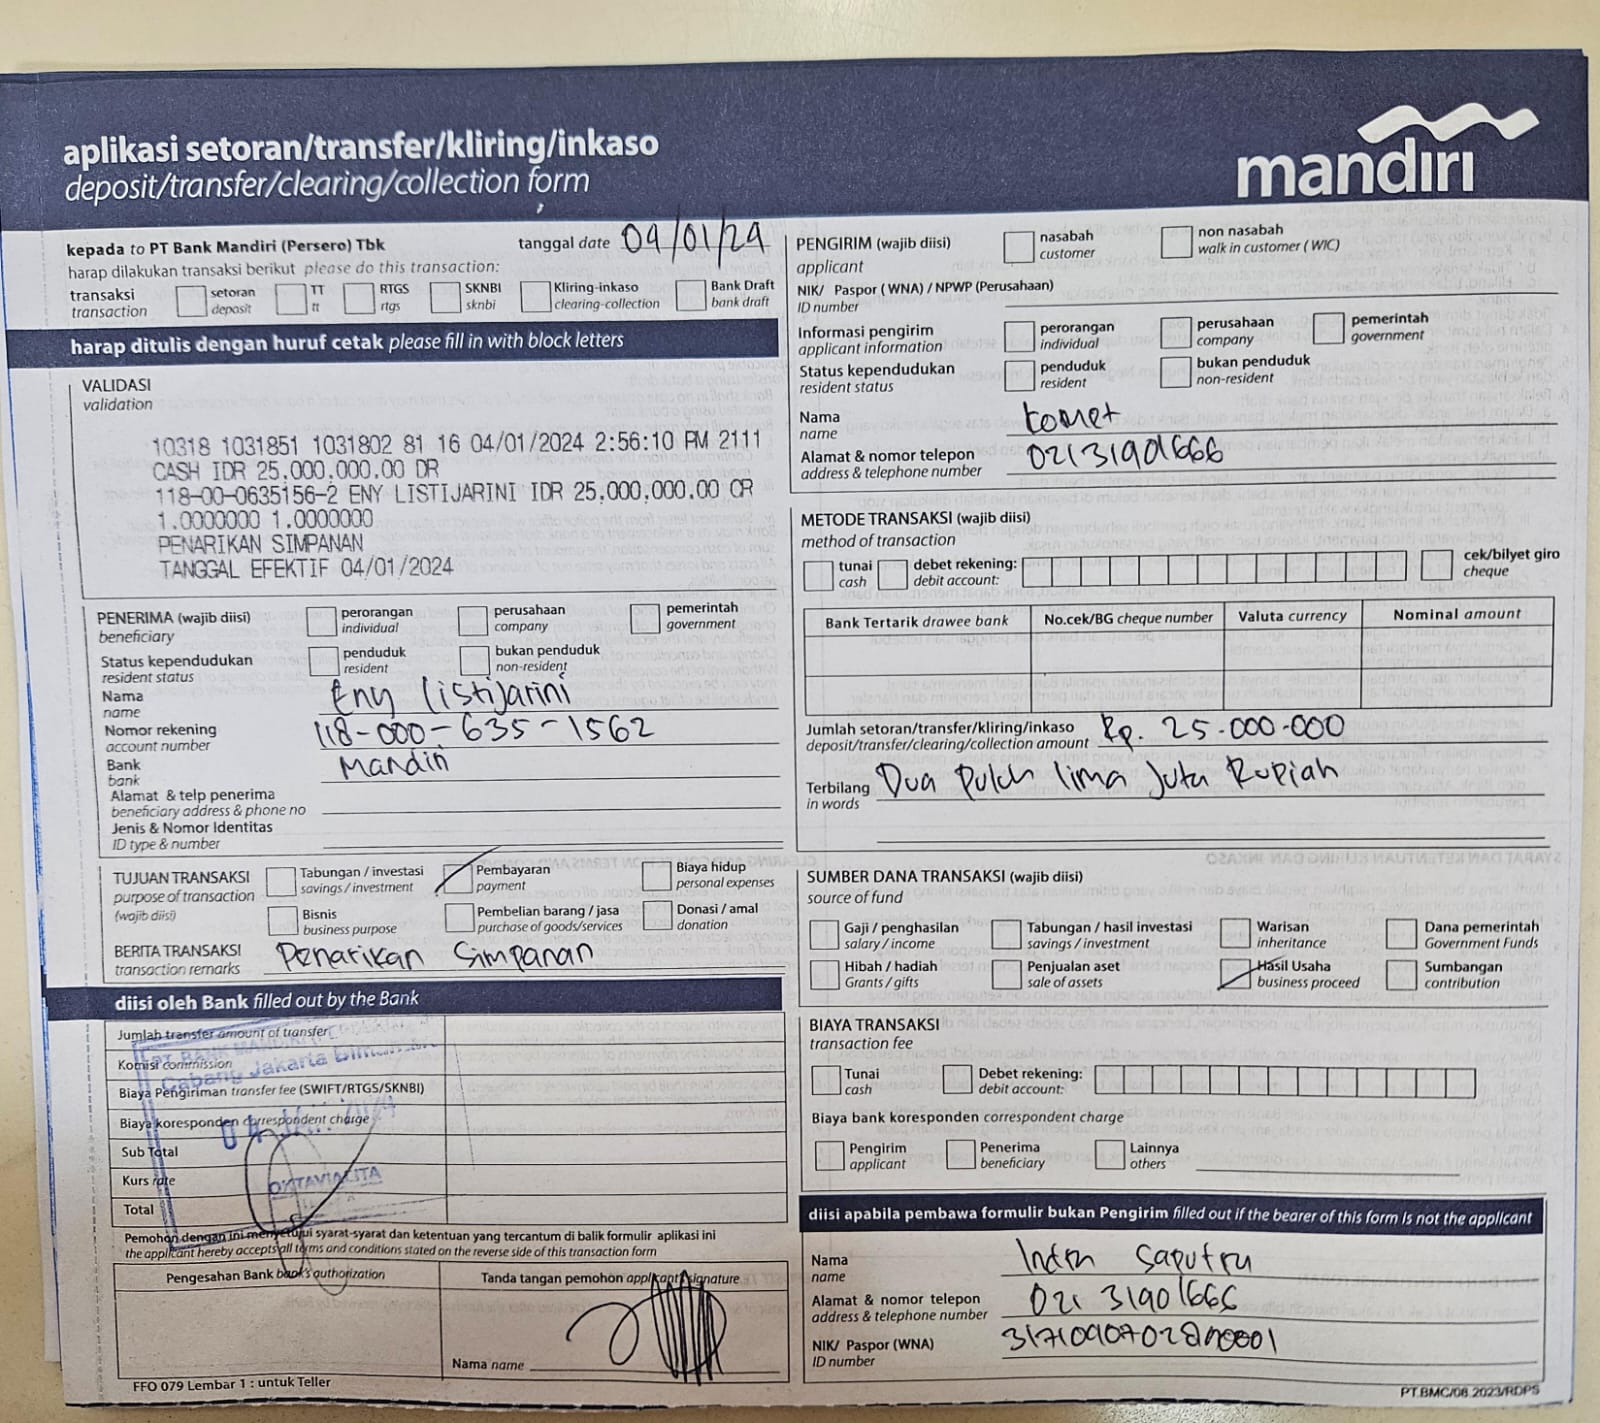 aplikasi setoran/transfer/kliring/inkaso
deposit/transfer/clearing/collection form
mandiri
kepada to PT Bank Mandiri (Persero) Tbk
tanggal date 04/01/24
harap dilakukan transaksi berikut please do this transaction:
transaksi
transaction
setoran
deposit
TT
tt
RTGS
rtgs
SKNBI
sknbi
Kliring-inkaso
clearing-collection
Bank Draft
bank draft
harap ditulis dengan huruf cetak please fill in with block letters
VALIDASI
validation
10318 1031851 1031802 81 16 04/01/2024 2:56:10 PM 2111
CASH IDR 25,000,000.00 DR
118-00-0635156-2 ENY LISTIJARINI IDR 25,000,000.00 CR
1.0000000 1.0000000
PENARIKAN SIMPANAN
TANGGAL EFEKTIF 04/01/2024
PENERIMA (wajib diisi)
beneficiary
perorangan
individual
perusahaan
company
pemerintah
government
Status kependudukan
resident status
penduduk
resident
bukan penduduk
non-resident
Nama
name
Eny Listijarini
Nomor rekening
account number
118-000-635-1562
Bank
bank
Mandiri
Alamat & telp penerima
beneficiary address & phone no
Jenis & Nomor Identitas
ID type & number
TUJUAN TRANSAKSI
purpose of transaction
(wajib diisi)
Tabungan / investasi
savings / investment
Pembayaran
payment
Biaya hidup
personal expenses
Bisnis
business purpose
Pembelian barang / jasa
purchase of goods/services
Donasi / amal
donation
BERITA TRANSAKSI
transaction remarks
Penarikan Simpanan
diisi oleh Bank filled out by the Bank
Jumlah transfer amount of transfer
Komisi commission
Biaya Pengiriman transfer fee (SWIFT/RTGS/SKNBI)
Biaya koresponden correspondent charge
Sub Total
Kurs rate
Total
PT. BANK MANDIRI
Cabang Jakarta
OKTAVIALITA
Pemohon dengan ini menyetujui syarat-syarat dan ketentuan yang tercantum di balik formulir aplikasi ini
the applicant hereby accepts all terms and conditions stated on the reverse side of this transaction form
Pengesahan Bank bank's authorization
Tanda tangan pemohon applicant signature
Nama name
FFO 079 Lembar 1 : untuk Teller
PENGIRIM (wajib diisi)
applicant
nasabah
customer
non nasabah
walk in customer ( WIC)
NIK/ Paspor ( WNA) / NPWP (Perusahaan)
ID number
Informasi pengirim
applicant information
perorangan
individual
perusahaan
company
pemerintah
government
Status kependudukan
resident status
penduduk
resident
bukan penduduk
non-resident
Nama
name
Komet
Alamat & nomor telepon
address & telephone number
02131901666
METODE TRANSAKSI (wajib diisi)
method of transaction
tunai
cash
debet rekening:
debit account:
cek/bilyet giro
cheque
Bank Tertarik drawee bank
No.cek/BG cheque number
Valuta currency
Nominal amount
Jumlah setoran/transfer/kliring/inkaso
deposit/transfer/clearing/collection amount
Rp. 25.000.000
Terbilang
in words
Dua Puluh lima Juta Rupiah
SUMBER DANA TRANSAKSI (wajib diisi)
source of fund
Gaji / penghasilan
salary / income
Tabungan / hasil investasi
savings / investment
Warisan
inheritance
Dana pemerintah
Government Funds
Hibah / hadiah
Grants / gifts
Penjualan aset
sale of assets
Hasil Usaha
business proceed
Sumbangan
contribution
BIAYA TRANSAKSI
transaction fee
Tunai
cash
Debet rekening:
debit account:
Biaya bank koresponden correspondent charge
Pengirim
applicant
Penerima
beneficiary
Lainnya
others
diisi apabila pembawa formulir bukan Pengirim filled out if the bearer of this form is not the applicant
Nama
name
Indra Saputra
Alamat & nomor telepon
address & telephone number
021 31901666
NIK/ Paspor (WNA)
ID number
PT.BMC/08.2023/RDPS